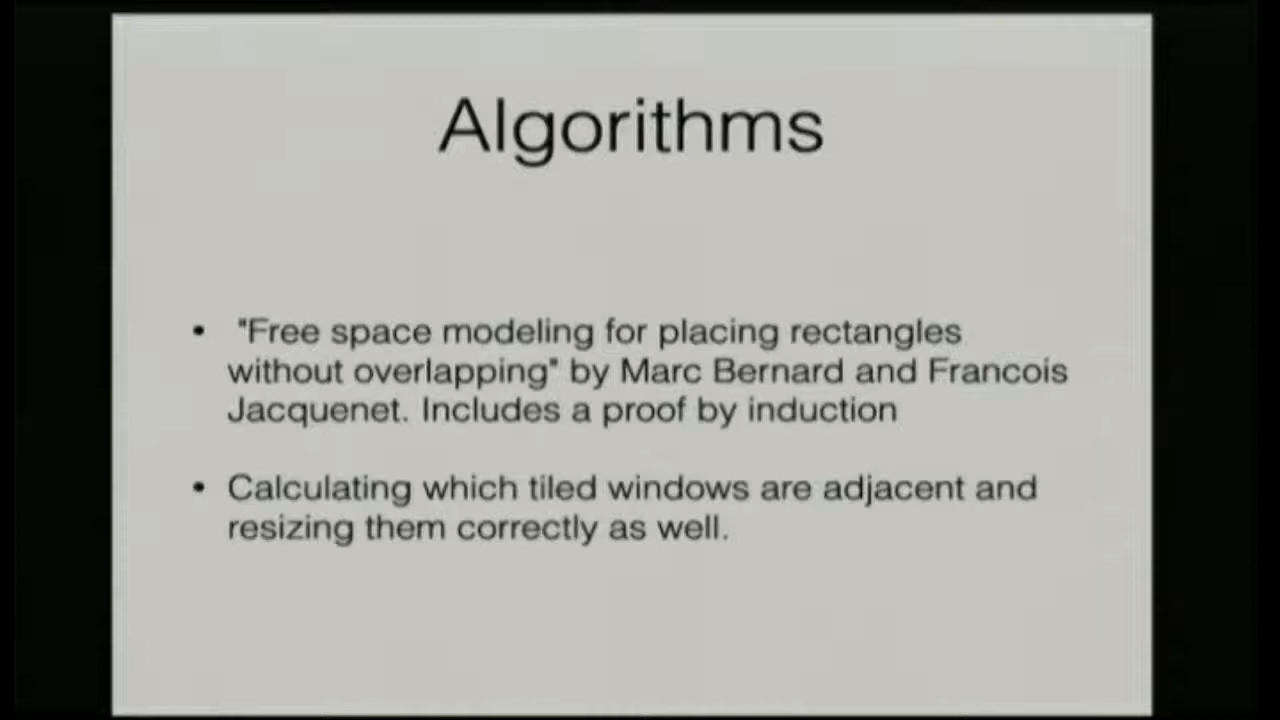 Algorithms
• "Free space modeling for placing rectangles
without overlapping" by Marc Bernard and Francois
Jacquenet. Includes a proof by induction
• Calculating which tiled windows are adjacent and
resizing them correctly as well.